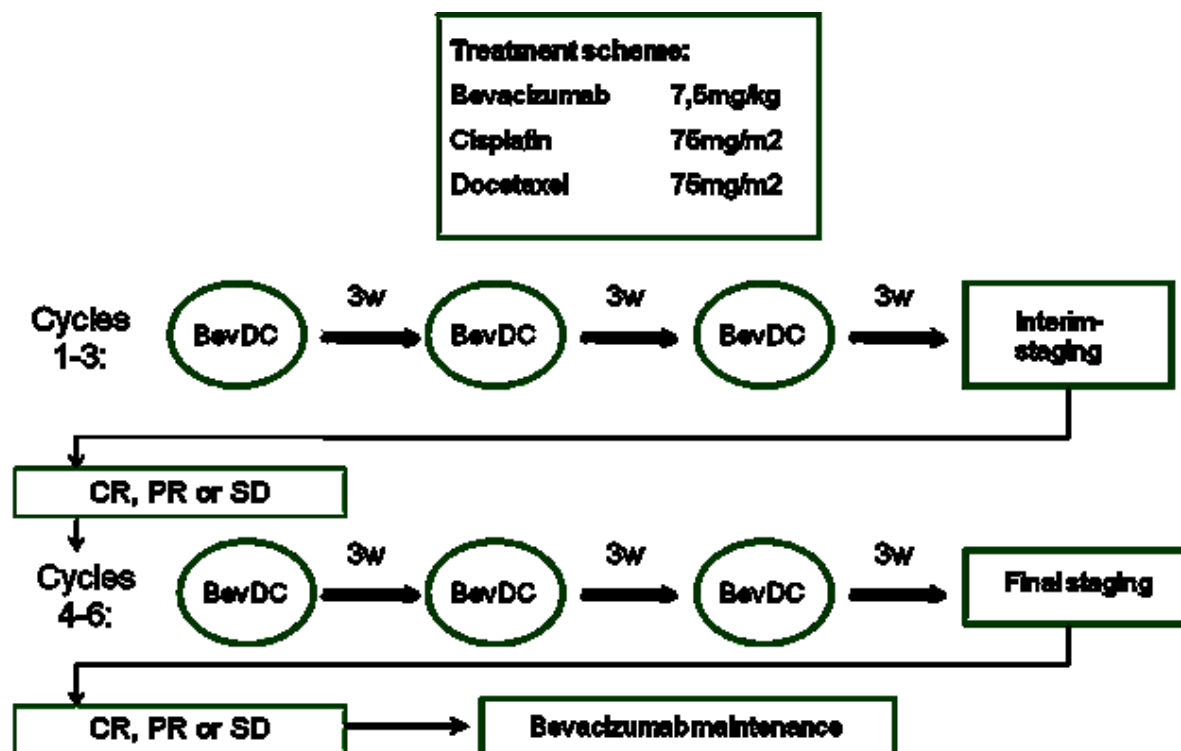 Treatment scheme:
Bevacizumab 7,5mg/kg
Cisplatin 75mg/m2
Docetaxel 75mg/m2
Cycles
1-3:
BevDC
3w
BevDC
3w
BevDC
3w
Interim-
staging
CR, PR or SD
Cycles
4-6:
BevDC
3w
BevDC
3w
BevDC
3w
Final staging
CR, PR or SD
Bevacizumab maintenance